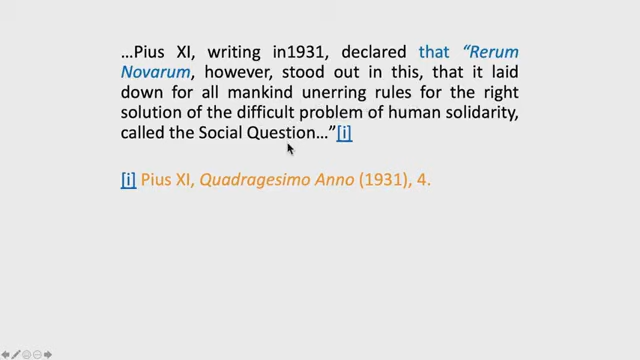 …Pius XI, writing in1931, declared that “Rerum
Novarum, however, stood out in this, that it laid
down for all mankind unerring rules for the right
solution of the difficult problem of human solidarity,
called the Social Question…”[i]
[i] Pius XI, Quadragesimo Anno (1931), 4.